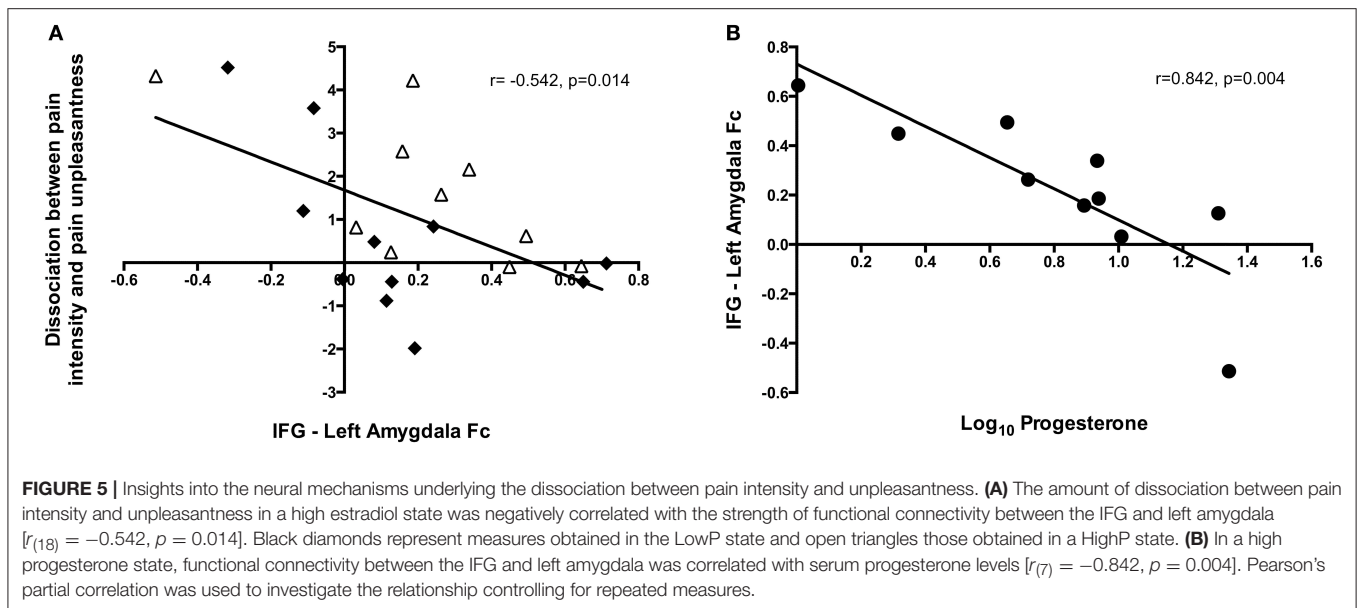 A
Dissociation between pain
intensity and pain unpleasantness
5
4
3
2
1
-1
-2
-3
r= -0.542, p=0.014
-0.6
-0.4
-0.2
0.2
0.4
0.6
0.8
IFG - Left Amygdala Fc
B
IFG - Left Amygdala Fc
0.8
0.6
0.4
0.2
0.0
-0.2
-0.4
-0.6
r=0.842, p=0.004
0.2
0.4
0.6
0.8
1.0
1.2
1.4
1.6
Log10 Progesterone
FIGURE 5 | Insights into the neural mechanisms underlying the dissociation between pain intensity and unpleasantness. (A) The amount of dissociation between pain
intensity and unpleasantness in a high estradiol state was negatively correlated with the strength of functional connectivity between the IFG and left amygdala
[r(18) = −0.542, p = 0.014]. Black diamonds represent measures obtained in the LowP state and open triangles those obtained in a HighP state. (B) In a high
progesterone state, functional connectivity between the IFG and left amygdala was correlated with serum progesterone levels [r(7) = −0.842, p = 0.004]. Pearson's
partial correlation was used to investigate the relationship controlling for repeated measures.